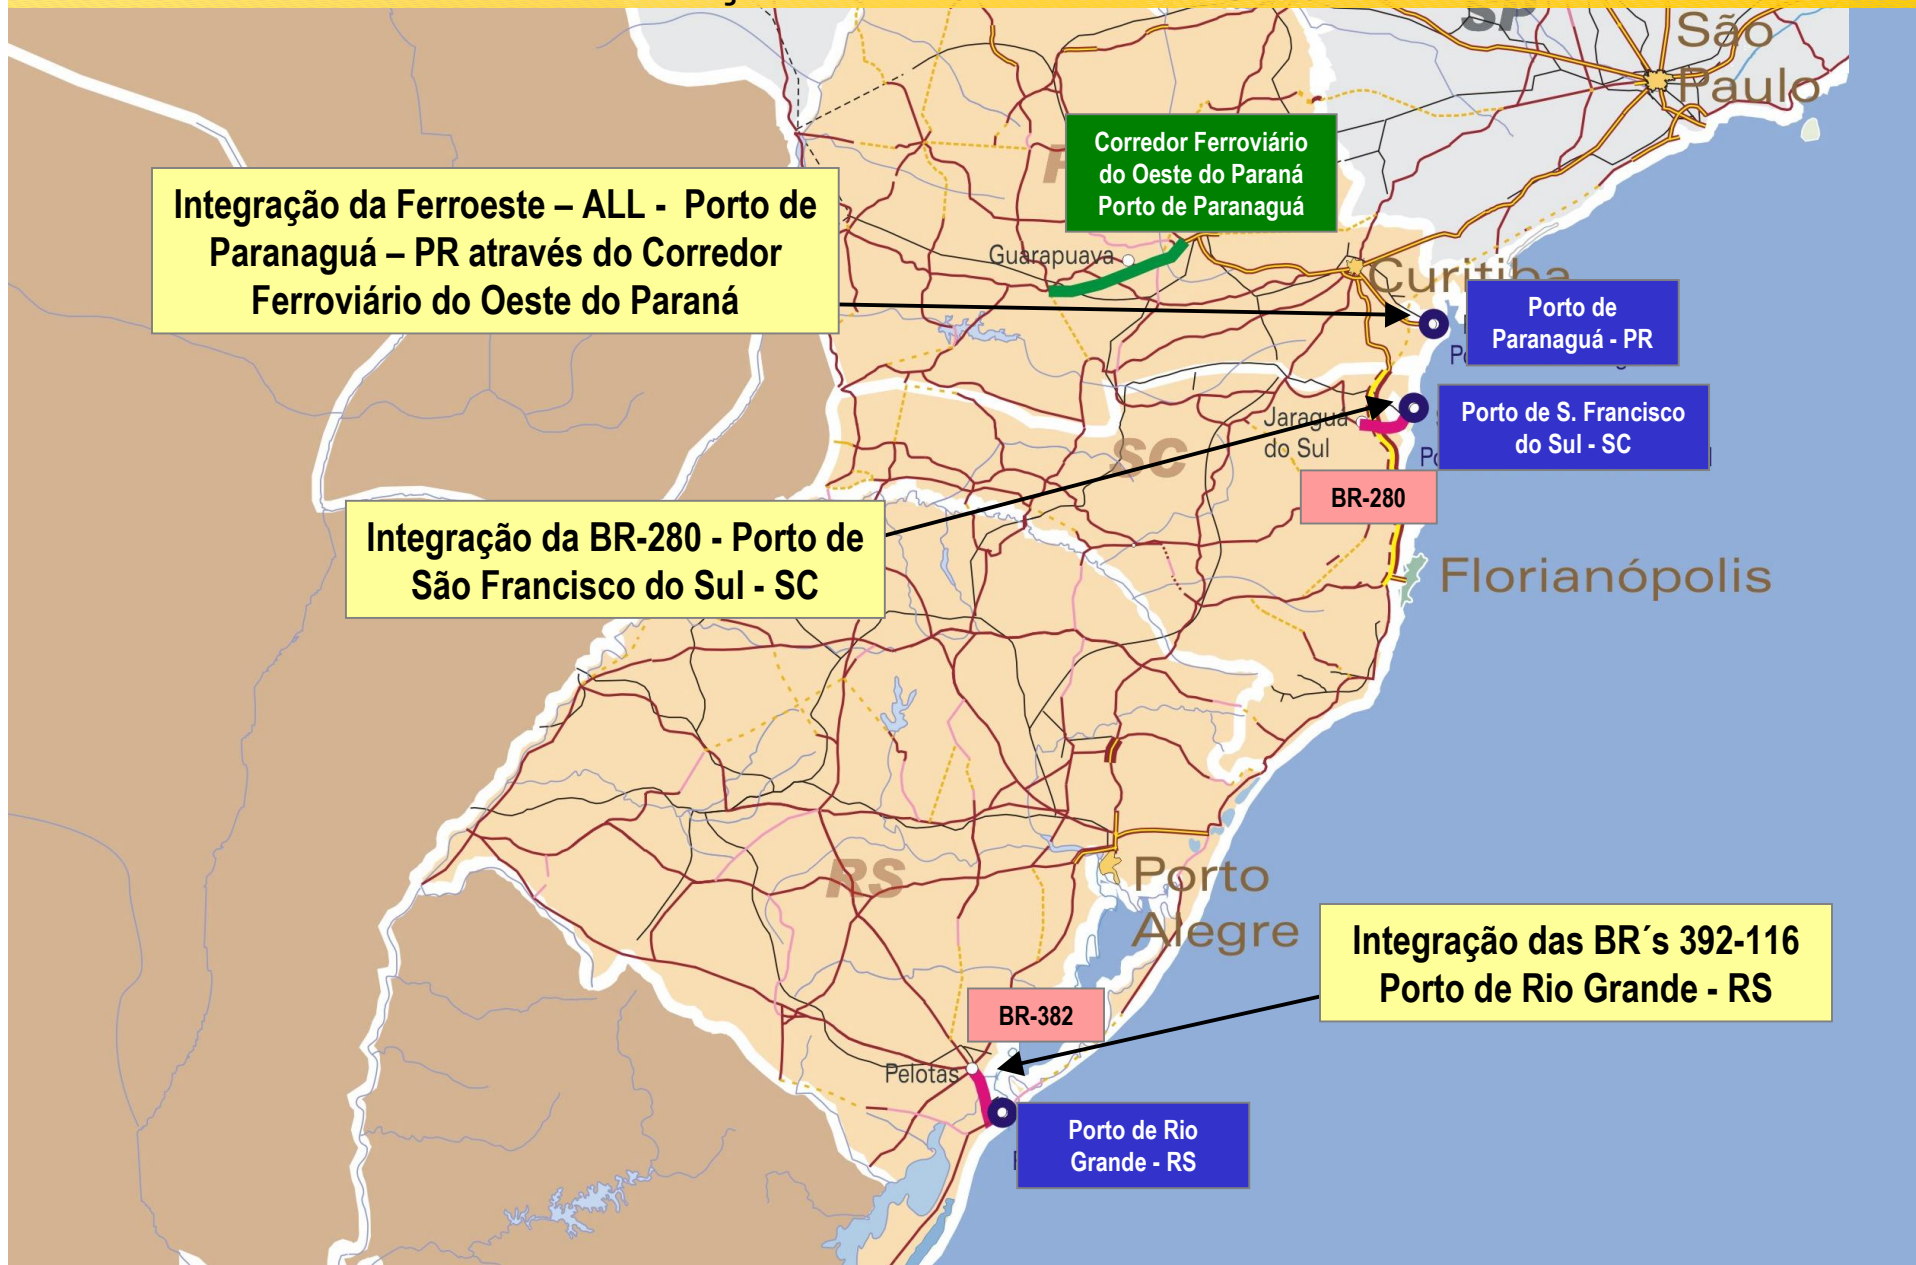 SP
São
Paulo
Corredor Ferroviário
do Oeste do Paraná
Porto de Paranaguá
Integração da Ferroeste – ALL - Porto de
Paranaguá – PR através do Corredor
Ferroviário do Oeste do Paraná
Guarapuava
Curitiba
Porto de
Paranaguá - PR
Jaraguá
do Sul
Porto de S. Francisco
do Sul - SC
SC
BR-280
Integração da BR-280 - Porto de
São Francisco do Sul - SC
Florianópolis
RS
Porto
Alegre
Integração das BR´s 392-116
Porto de Rio Grande - RS
BR-382
Pelotas
Porto de Rio
Grande - RS